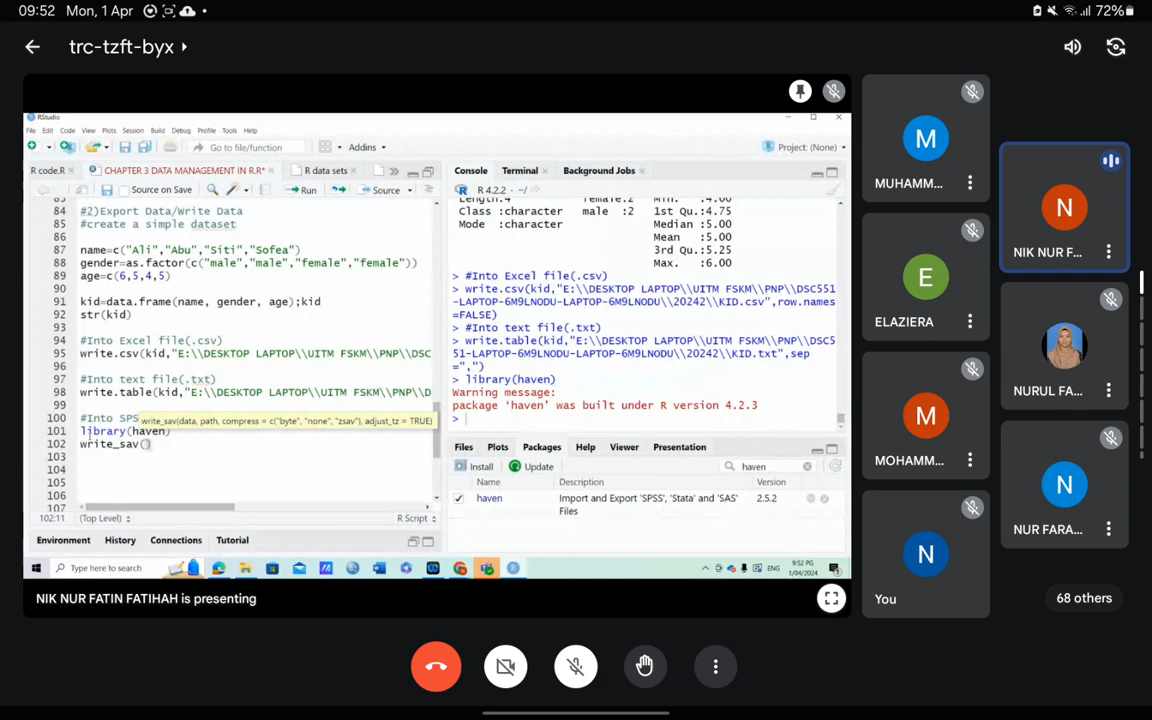 09:52 Mon, 1 Apr
72%
trc-tzft-byx
RStudio
File Edit Code View Plots Session Build Debug Profile Tools Help
Go to file/function
Addins
Project: (None)
R code.R
CHAPTER 3 DATA MANAGEMENT IN R.R*
R data sets
Source on Save
Run
Source
83
84 #2)Export Data/Write Data
85 #create a simple dataset
86
87 name=c("Ali","Abu","Siti","Sofea")
88 gender=as.factor(c("male","male","female","female"))
89 age=c(6,5,4,5)
90
91 kid=data.frame(name, gender, age);kid
92 str(kid)
93
94 #Into Excel file(.csv)
95 write.csv(kid,"E:\\DESKTOP LAPTOP\\UITM FSKM\\PNP\\DSC
96
97 #Into text file(.txt)
98 write.table(kid,"E:\\DESKTOP LAPTOP\\UITM FSKM\\PNP\\D
99
100 #Into SPS
write_sav(data, path, compress = c("byte", "none", "zsav"), adjust_tz = TRUE)
101 library(haven)
102 write_sav()
103
104
105
106
107
102:11 (Top Level) R Script
Environment History Connections Tutorial
Console Terminal Background Jobs
R 4.2.2 · ~/
Length:4 female:2 Min. :4.00
Class :character male :2 1st Qu.:4.75
Mode :character Median :5.00
Mean :5.00
3rd Qu.:5.25
Max. :6.00
> #Into Excel file(.csv)
> write.csv(kid,"E:\\DESKTOP LAPTOP\\UITM FSKM\\PNP\\DSC551
-LAPTOP-6M9LNODU-LAPTOP-6M9LNODU\\20242\\KID.csv",row.names
=FALSE)
> #Into text file(.txt)
> write.table(kid,"E:\\DESKTOP LAPTOP\\UITM FSKM\\PNP\\DSC5
51-LAPTOP-6M9LNODU-LAPTOP-6M9LNODU\\20242\\KID.txt",sep
=",")
> library(haven)
Warning message:
package ‘haven’ was built under R version 4.2.3
>
Files Plots Packages Help Viewer Presentation
Install Update haven
Name Description Version
haven Import and Export 'SPSS', 'Stata' and 'SAS' Files 2.5.2
Type here to search
ENG
9:52 PG
1/04/2024
NIK NUR FATIN FATIHAH is presenting
M
MUHAMM...
N
NIK NUR F...
E
ELAZIERA
NURUL FA...
M
MOHAMM...
N
NUR FARA...
N
You
68 others